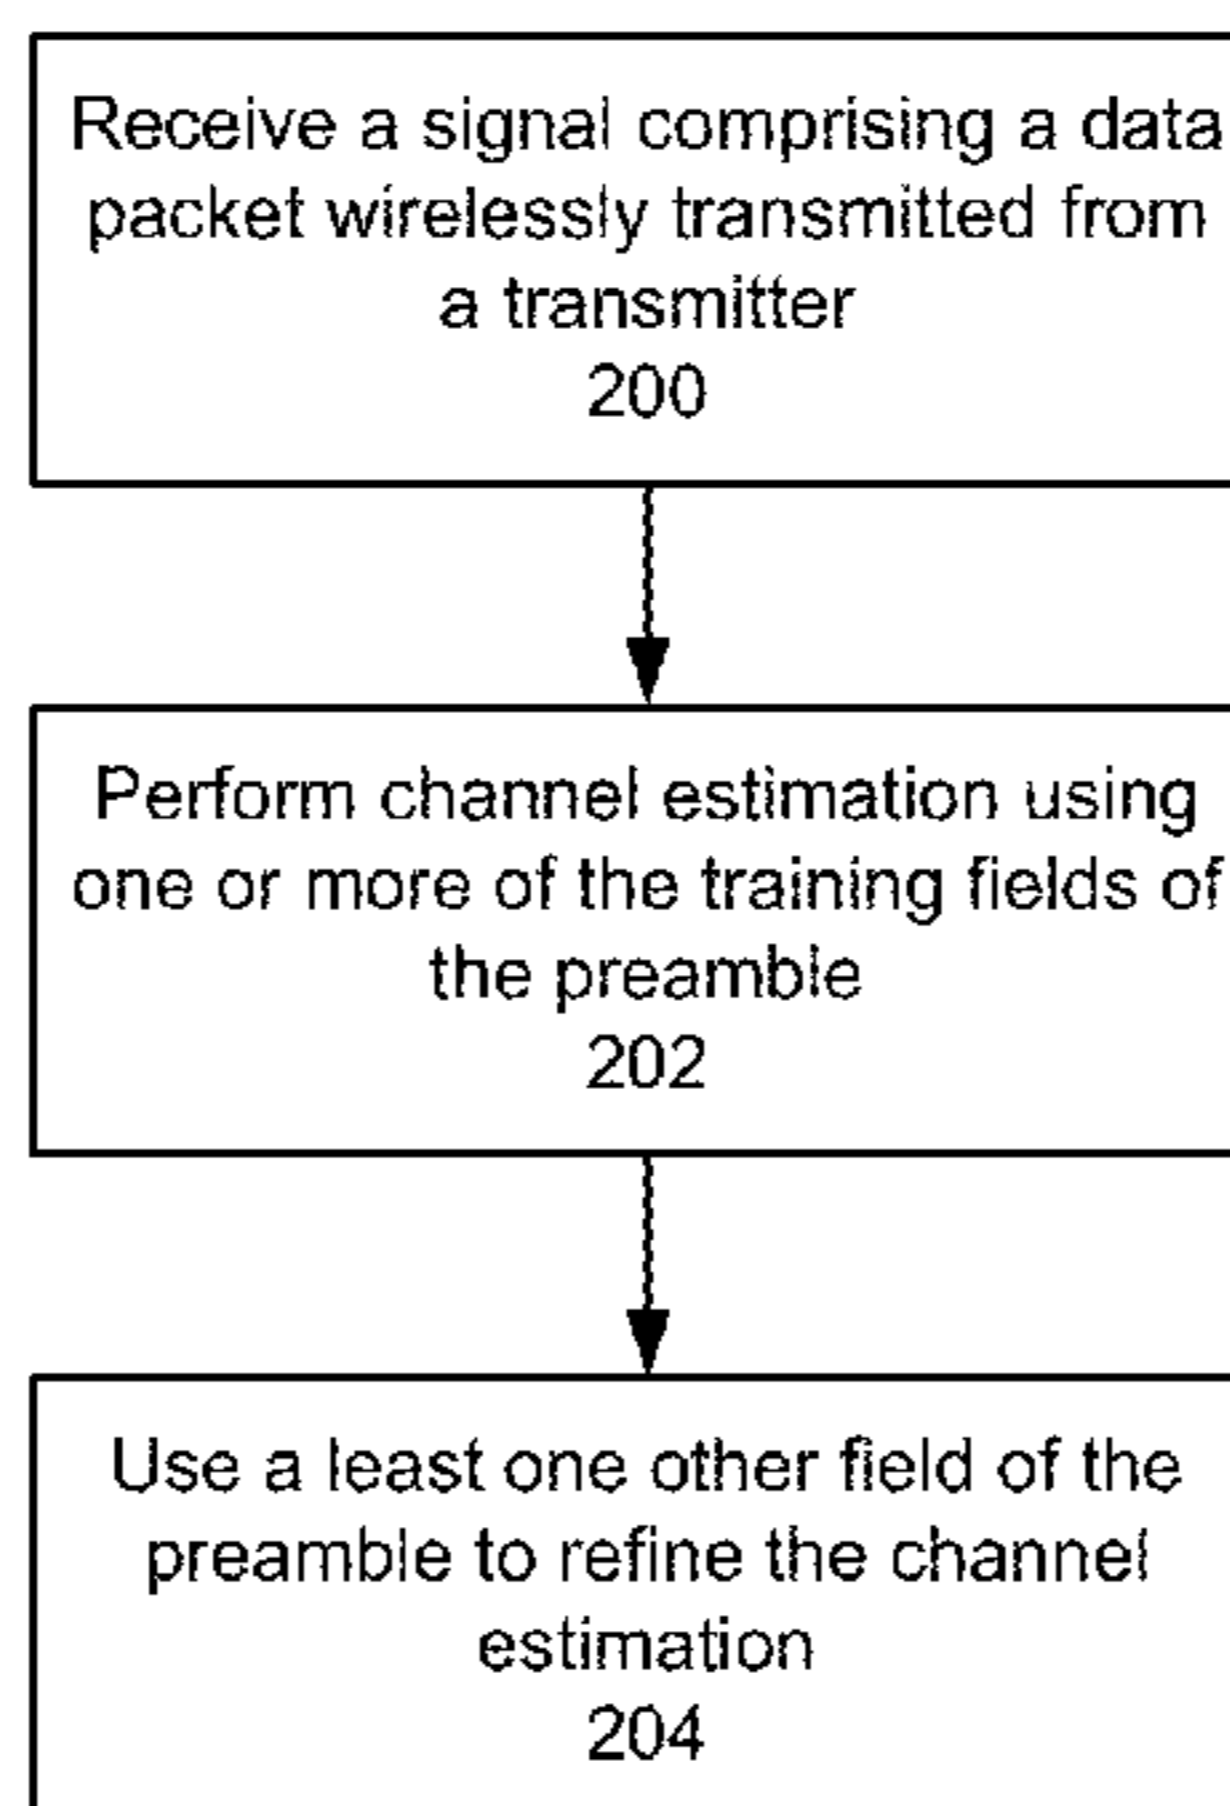 Receive a signal comprising a data
packet wirelessly transmitted from
a transmitter
200
Perform channel estimation using
one or more of the training fields of
the preamble
202
Use a least one other field of the
preamble to refine the channel
estimation
204